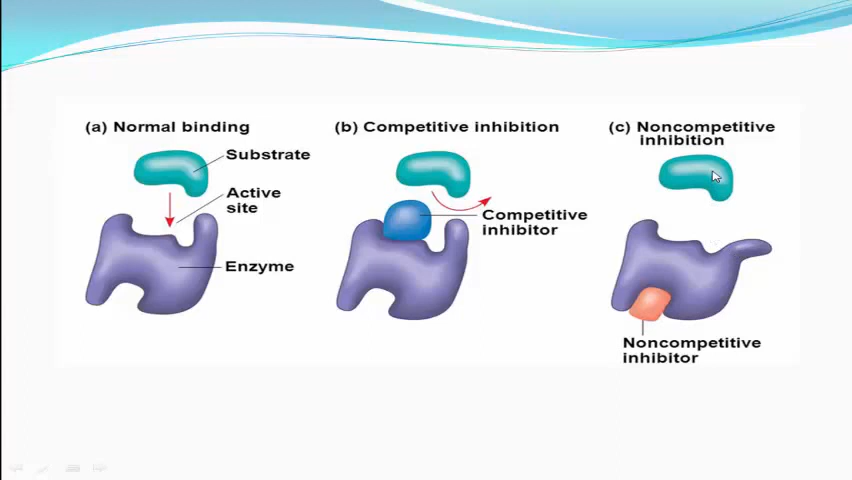 (a) Normal binding
Substrate
Active
site
Enzyme
(b) Competitive inhibition
Competitive
inhibitor
(c) Noncompetitive
inhibition
Noncompetitive
inhibitor